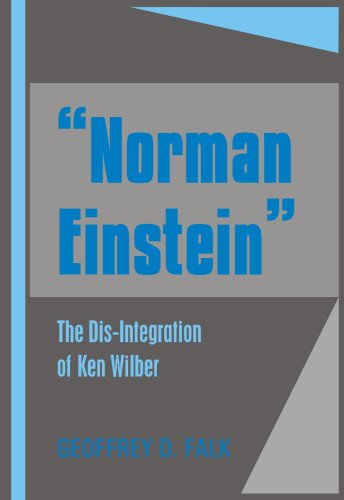 “Norman
Einstein”
The Dis-Integration
of Ken Wilber
GEOFFREY D. FALK